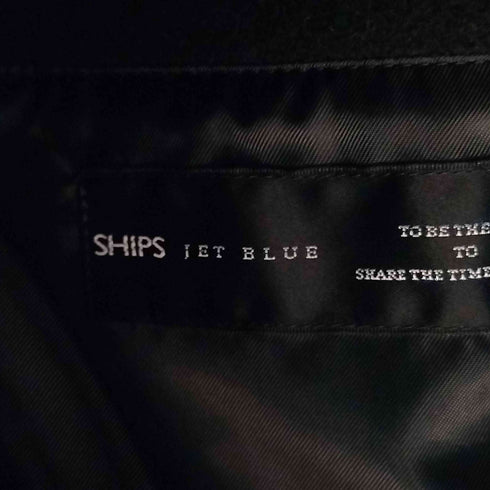 SHIPS JET BLUE
TO BE THE
TO
SHARE THE TIME